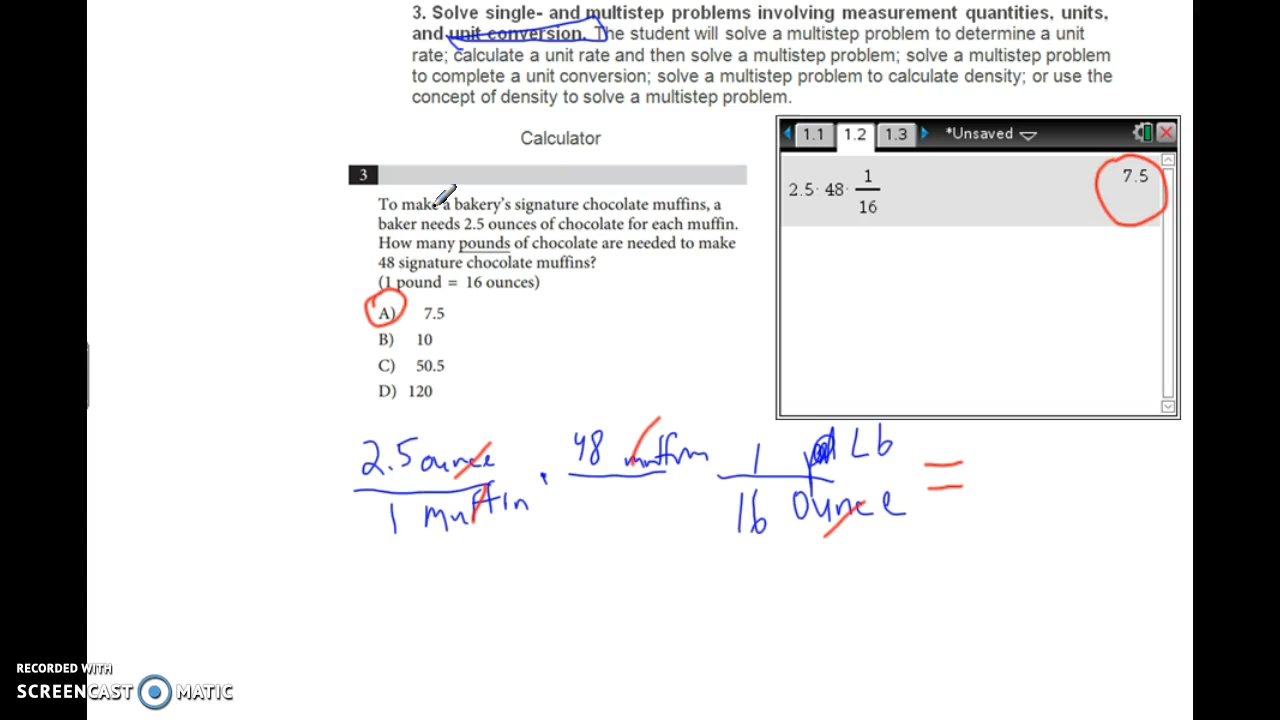 3. Solve single- and multistep problems involving measurement quantities, units,
and unit conversion. The student will solve a multistep problem to determine a unit
rate; calculate a unit rate and then solve a multistep problem; solve a multistep problem
to complete a unit conversion; solve a multistep problem to calculate density; or use the
concept of density to solve a multistep problem.
Calculator
3
To make a bakery's signature chocolate muffins, a
baker needs 2.5 ounces of chocolate for each muffin.
How many pounds of chocolate are needed to make
48 signature chocolate muffins?
(1 pound = 16 ounces)
A) 7.5
B) 10
C) 50.5
D) 120
1.1 1.2 1.3 *Unsaved
2.5· 48· 1/16 7.5
2.5 ounce · 48 muffin 1 Lb =
1 muffin 16 ounce
RECORDED WITH
SCREENCAST MATIC